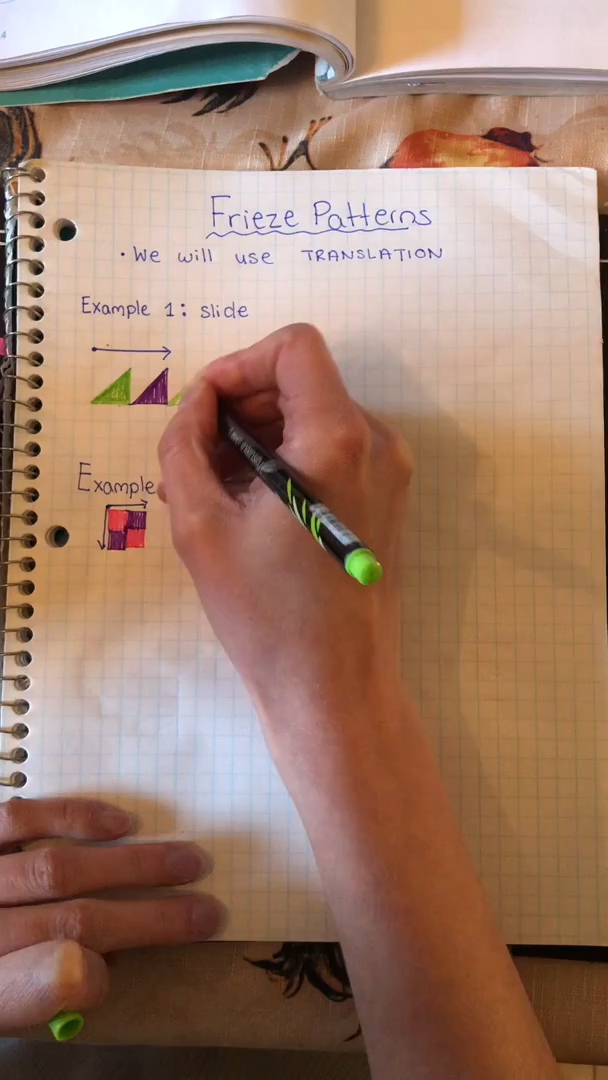 Frieze Patterns
• We will use TRANSLATION
Example 1: slide
Example